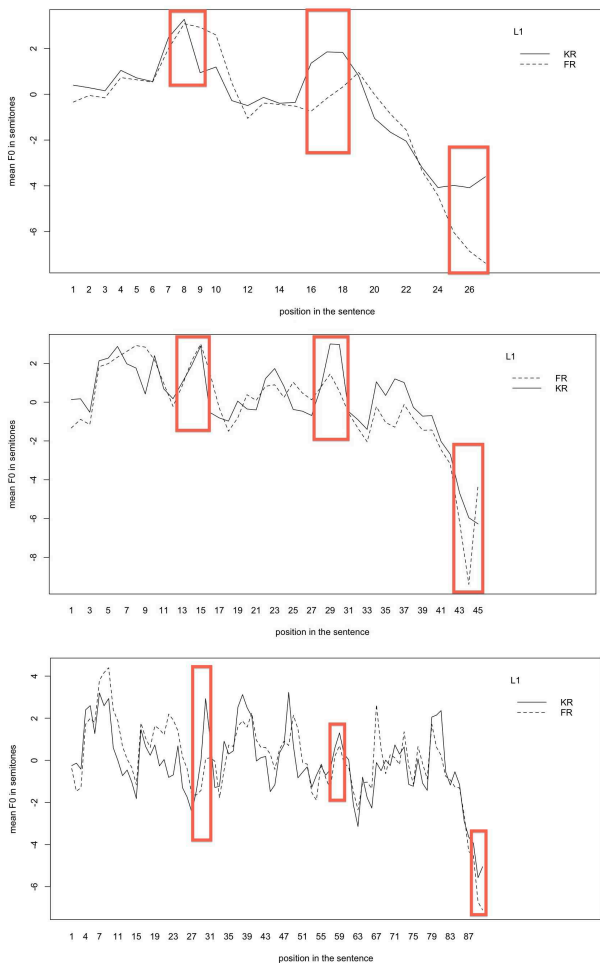 L1
KR
FR
mean F0 in semitones
2
0
-2
-4
-6
1 2 3 4 5 6 7 8 9 10 12 14 16 18 20 22 24 26
position in the sentence
L1
FR
KR
mean F0 in semitones
2
0
-2
-4
-6
-8
1 3 5 7 9 11 13 15 17 19 21 23 25 27 29 31 33 35 37 39 41 43 45
position in the sentence
L1
KR
FR
mean F0 in semitones
4
2
0
-2
-4
-6
1 4 7 11 15 19 23 27 31 35 39 43 47 51 55 59 63 67 71 75 79 83 87
position in the sentence